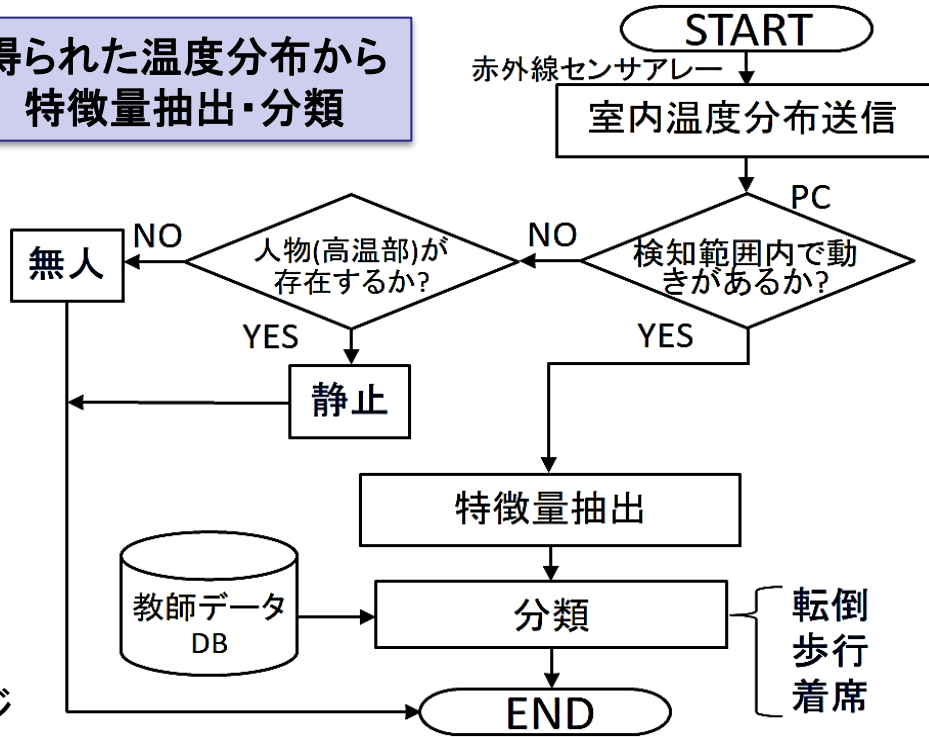 得られた温度分布から
特徴量抽出・分類
START
赤外線センサアレー
室内温度分布送信
PC
検知範囲内で動
きがあるか?
NO
YES
人物(高温部)が
存在するか?
NO
YES
無人
静止
特徴量抽出
教師データ
DB
分類
転倒
歩行
着席
END